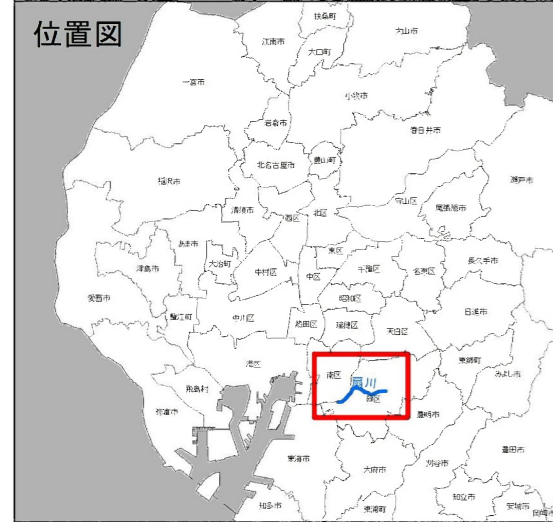 位置図
扶桑町
江南市
大口町
犬山市
一宮市
小牧市
岩倉市
春日井市
北名古屋市
豊山町
稲沢市
瀬戸市
守山区
尾張旭市
清須市
西区
北区
あま市
東区
津島市
大治町
中村区
中区
千種区
名東区
長久手市
愛西市
昭和区
蟹江町
中川区
熱田区
瑞穂区
天白区
日進市
港区
東郷町
みよし市
南区
扇川
緑区
飛島村
弥富市
豊明市
東海市
大府市
刈谷市
豊田市
知多市
東浦町
知立市
安城市
岡崎市